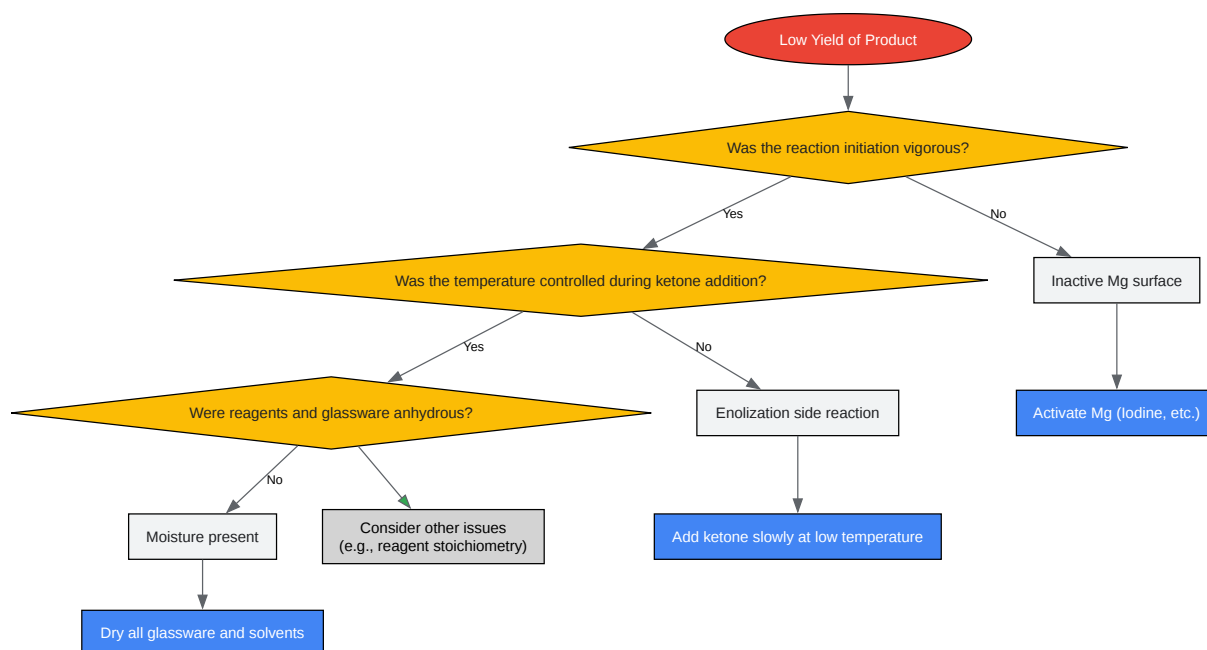 Low Yield of Product
Was the reaction initiation vigorous?
Yes
No
Was the temperature controlled during ketone addition?
Inactive Mg surface
Yes
No
Were reagents and glassware anhydrous?
Enolization side reaction
Activate Mg (Iodine, etc.)
No
Moisture present
Consider other issues
(e.g., reagent stoichiometry)
Add ketone slowly at low temperature
Dry all glassware and solvents